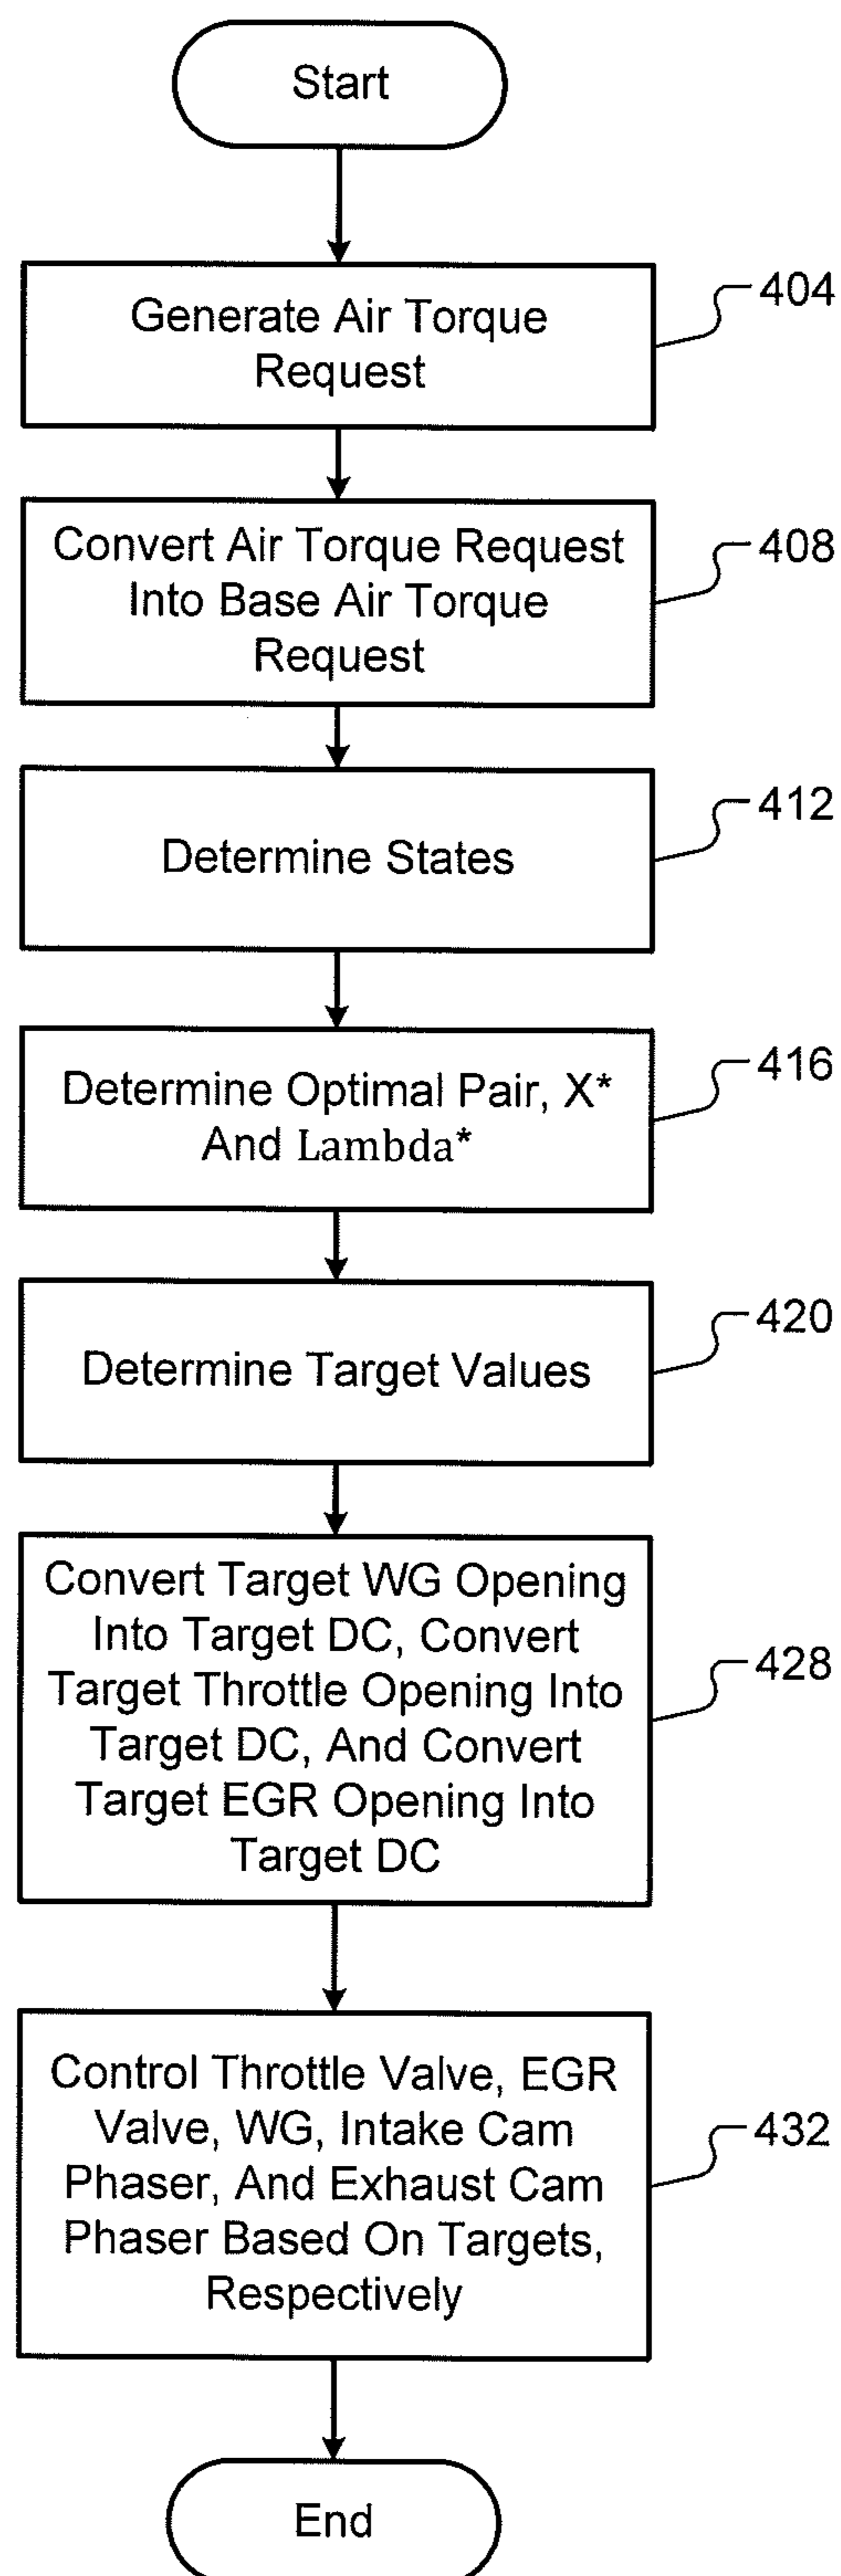 Start
Generate Air Torque
Request
404
Convert Air Torque Request
Into Base Air Torque
Request
408
Determine States
412
Determine Optimal Pair, X*
And Lambda*
416
Determine Target Values
420
Convert Target WG Opening
Into Target DC, Convert
Target Throttle Opening Into
Target DC, And Convert
Target EGR Opening Into
Target DC
428
Control Throttle Valve, EGR
Valve, WG, Intake Cam
Phaser, And Exhaust Cam
Phaser Based On Targets,
Respectively
432
End